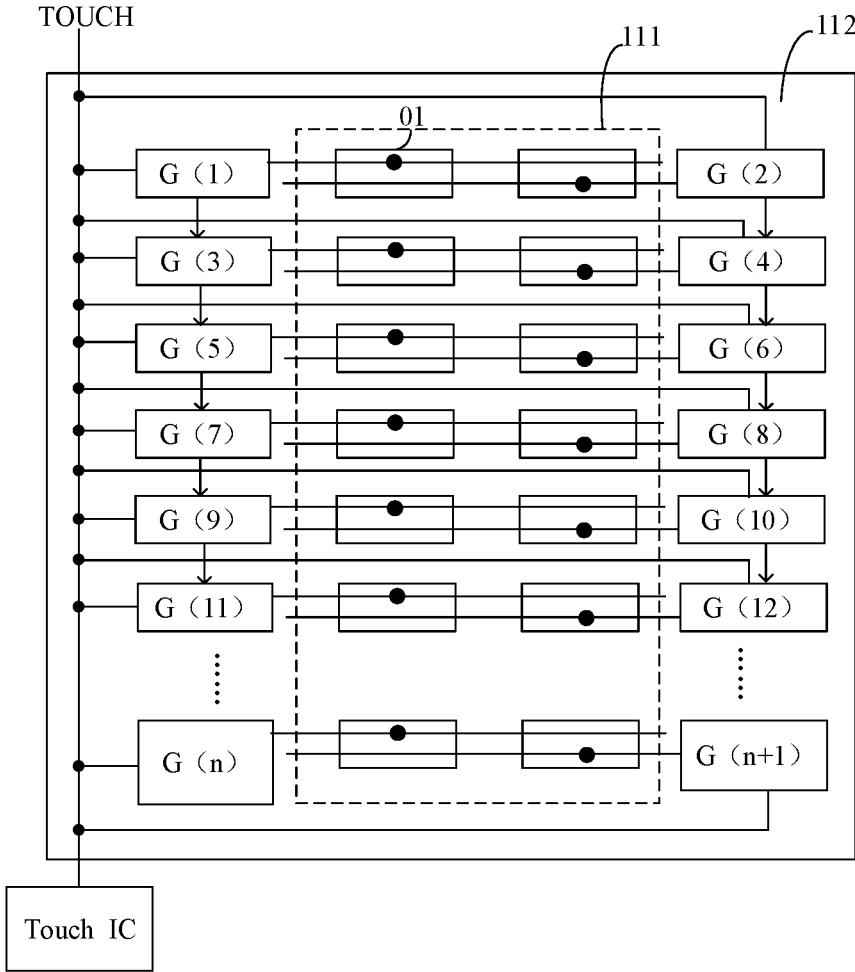 TOUCH
111
112
01
G（1）
G（2）
G（3）
G（4）
G（5）
G（6）
G（7）
G（8）
G（9）
G（10）
G（11）
G（12）
G（n）
G（n+1）
Touch IC